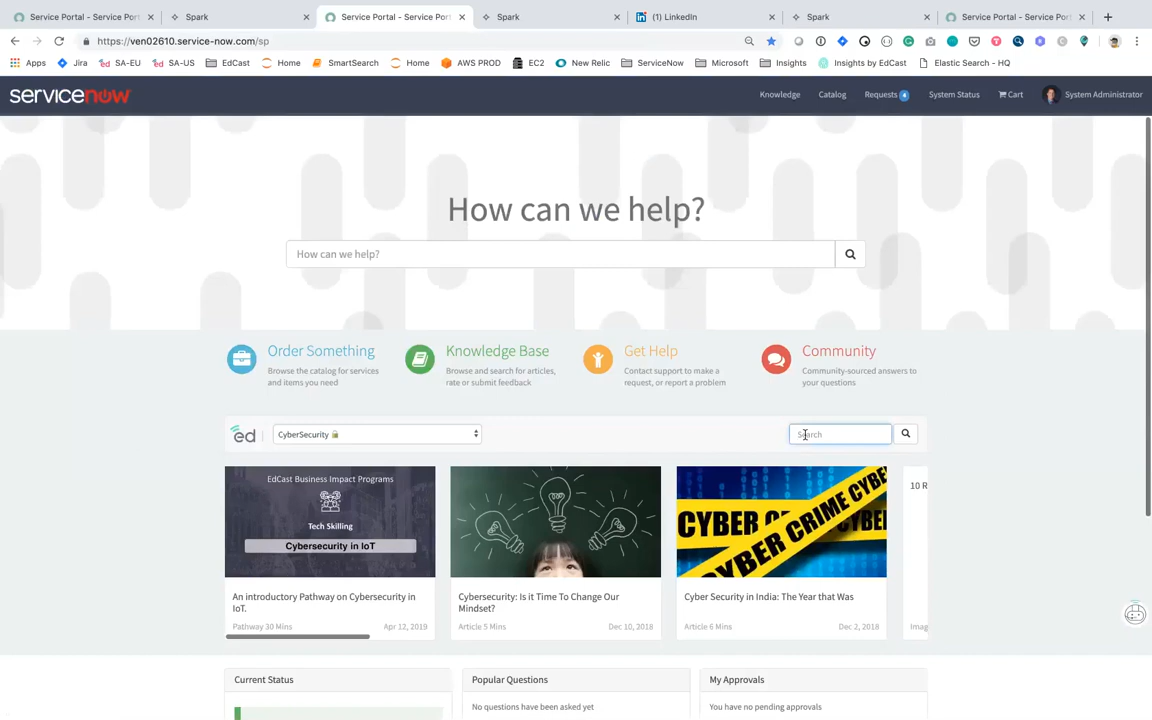 Service Portal - Service Por
Spark
Service Portal - Service Por
Spark
(1) LinkedIn
Spark
Service Portal - Service Por
https://ven02610.service-now.com/sp
Apps
Jira
SA-EU
SA-US
EdCast
Home
SmartSearch
Home
AWS PROD
EC2
New Relic
ServiceNow
Microsoft
Insights
Insights by EdCast
Elastic Search - HQ
servicenow
Knowledge
Catalog
Requests 4
System Status
Cart
System Administrator
How can we help?
How can we help?
Order Something
Browse the catalog for services
and items you need
Knowledge Base
Browse and search for articles,
rate or submit feedback
Get Help
Contact support to make a
request, or report a problem
Community
Community-sourced answers to
your questions
ed
CyberSecurity
Search
EdCast Business Impact Programs
Tech Skilling
Cybersecurity in IoT
CYBER CRIME CYBE
CYBER
10 R
An introductory Pathway on Cybersecurity in
IoT.
Pathway 30 Mins
Apr 12, 2019
Cybersecurity: Is it Time To Change Our
Mindset?
Article 5 Mins
Dec 10, 2018
Cyber Security in India: The Year that Was
Article 6 Mins
Dec 2, 2018
Imag
Current Status
Popular Questions
No questions have been asked yet
My Approvals
You have no pending approvals